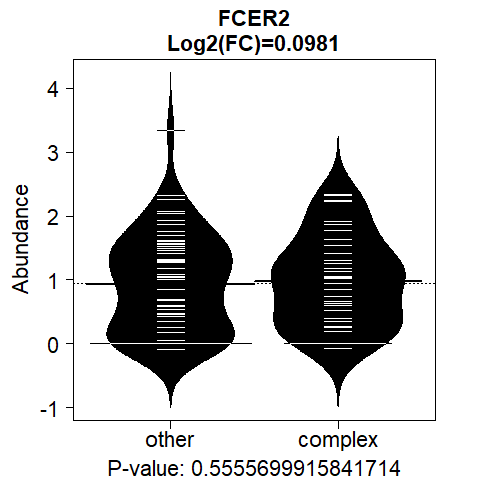 FCER2
Log2(FC)=0.0981
Abundance
4
3
2
1
0
-1
other complex
P-value: 0.5555699915841714